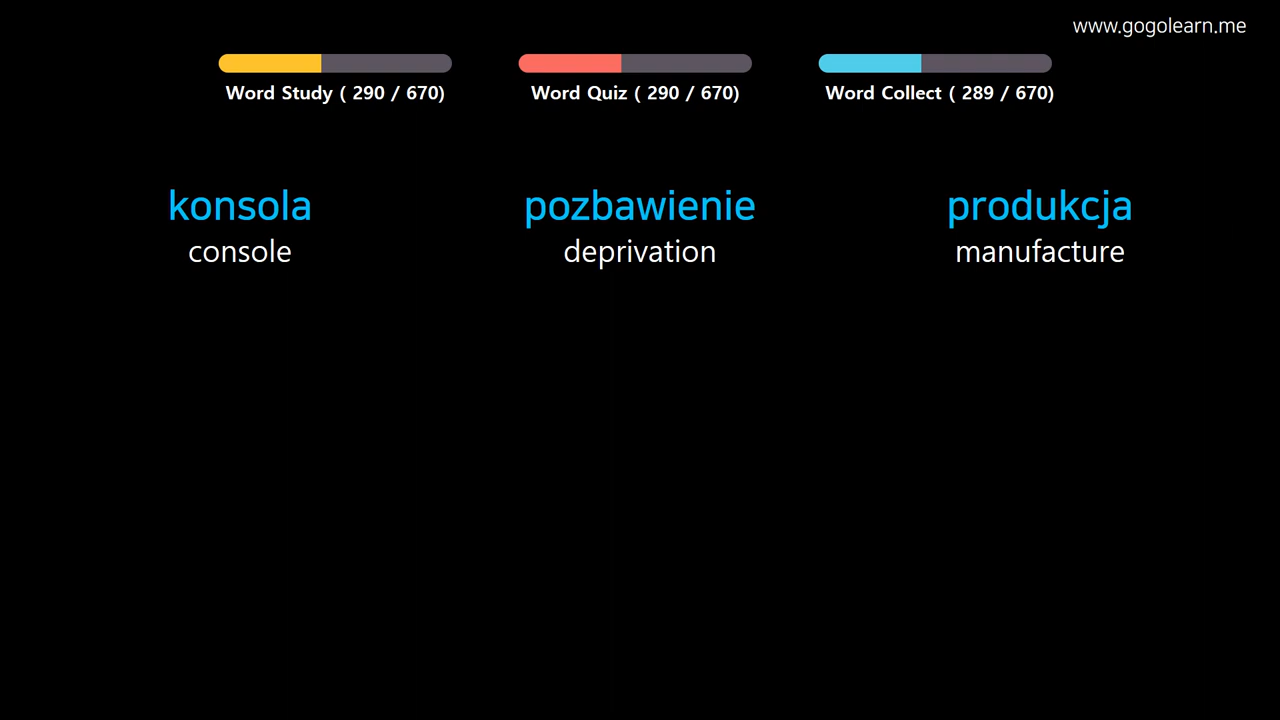 www.gogolearn.me
Word Study ( 290 / 670)
Word Quiz ( 290 / 670)
Word Collect ( 289 / 670)
konsola
console
pozbawienie
deprivation
produkcja
manufacture